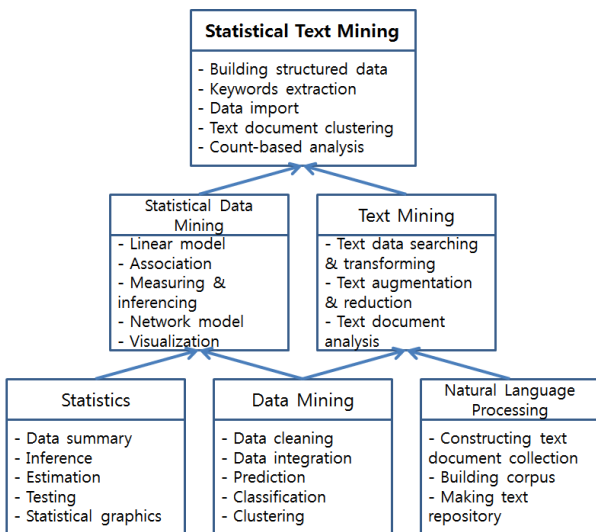 Statistical Text Mining
- Building structured data
- Keywords extraction
- Data import
- Text document clustering
- Count-based analysis
Statistical Data
Mining
- Linear model
- Association
- Measuring &
inferencing
- Network model
- Visualization
Text Mining
- Text data searching
& transforming
- Text augmentation
& reduction
- Text document
analysis
Statistics
- Data summary
- Inference
- Estimation
- Testing
- Statistical graphics
Data Mining
- Data cleaning
- Data integration
- Prediction
- Classification
- Clustering
Natural Language
Processing
- Constructing text
document collection
- Building corpus
- Making text
repository